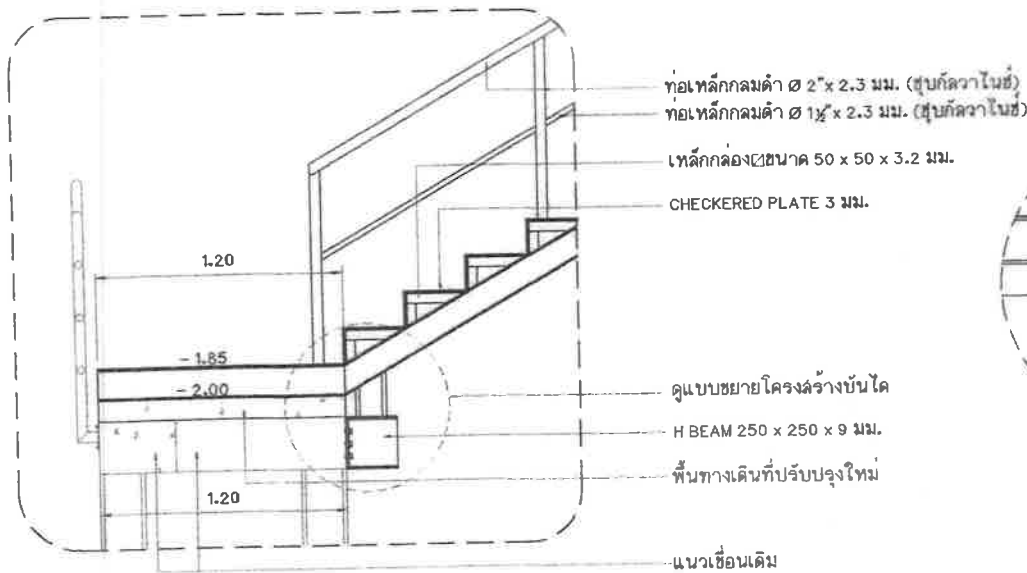 ท่อเหล็กกลมดำ Ø 2"x 2.3 มม. (ชุบกัลวาไนซ์)
ท่อเหล็กกลมดำ Ø 1½"x 2.3 มม. (ชุบกัลวาไนซ์)
เหล็กกล่อง ขนาด 50 x 50 x 3.2 มม.
CHECKERED PLATE 3 มม.
1.20
-1.85
-2.00
ดูแบบขยายโครงสร้างบันได
H BEAM 250 x 250 x 9 มม.
พื้นทางเดินที่ปรับปรุงใหม่
1.20
แนวเขื่อนเดิม